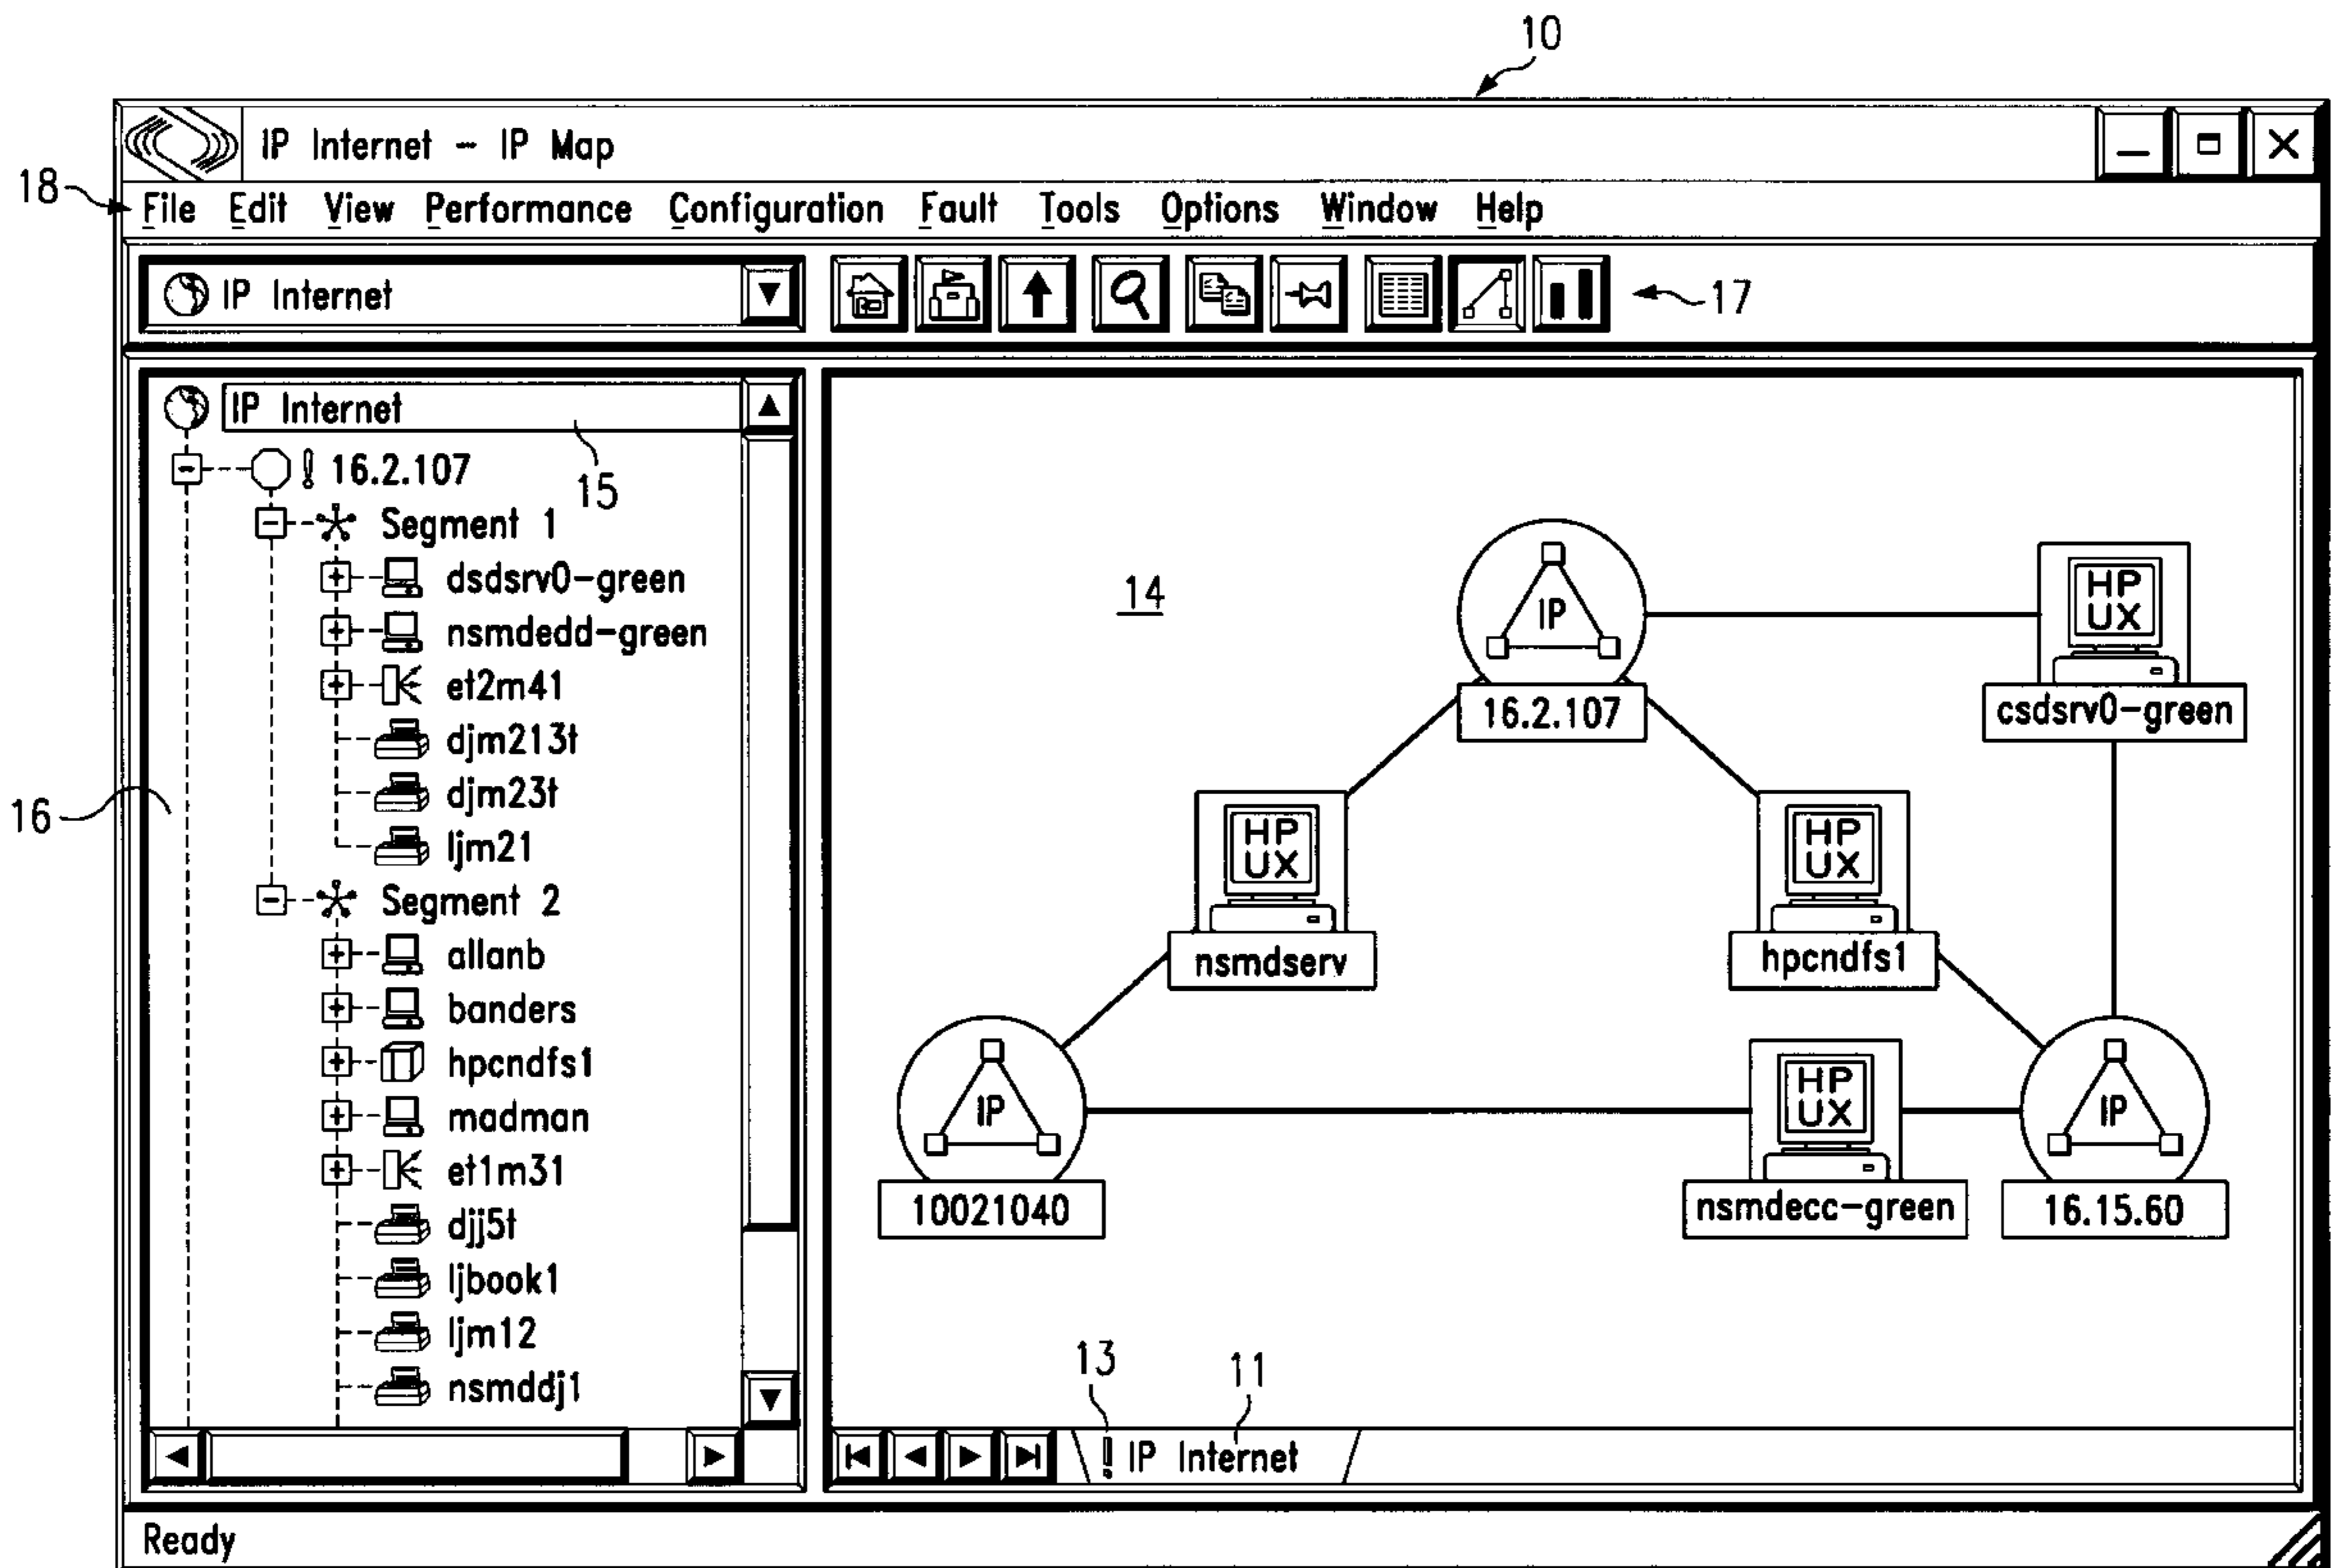 10
IP Internet - IP Map
18
File Edit View Performance Configuration Fault Tools Options Window Help
IP Internet
17
IP Internet
15
! 16.2.107
Segment 1
dsdsrv0-green
nsmdedd-green
et2m41
djm213t
djm23t
ljm21
16
Segment 2
allanb
banders
hpcndfs1
madman
et1m31
djj5t
ljbook1
ljm12
nsmddj1
14
IP
16.2.107
HP
UX
csdsrv0-green
HP
UX
nsmdserv
HP
UX
hpcndfs1
IP
10021040
HP
UX
nsmdecc-green
IP
16.15.60
13
11
! IP Internet
Ready